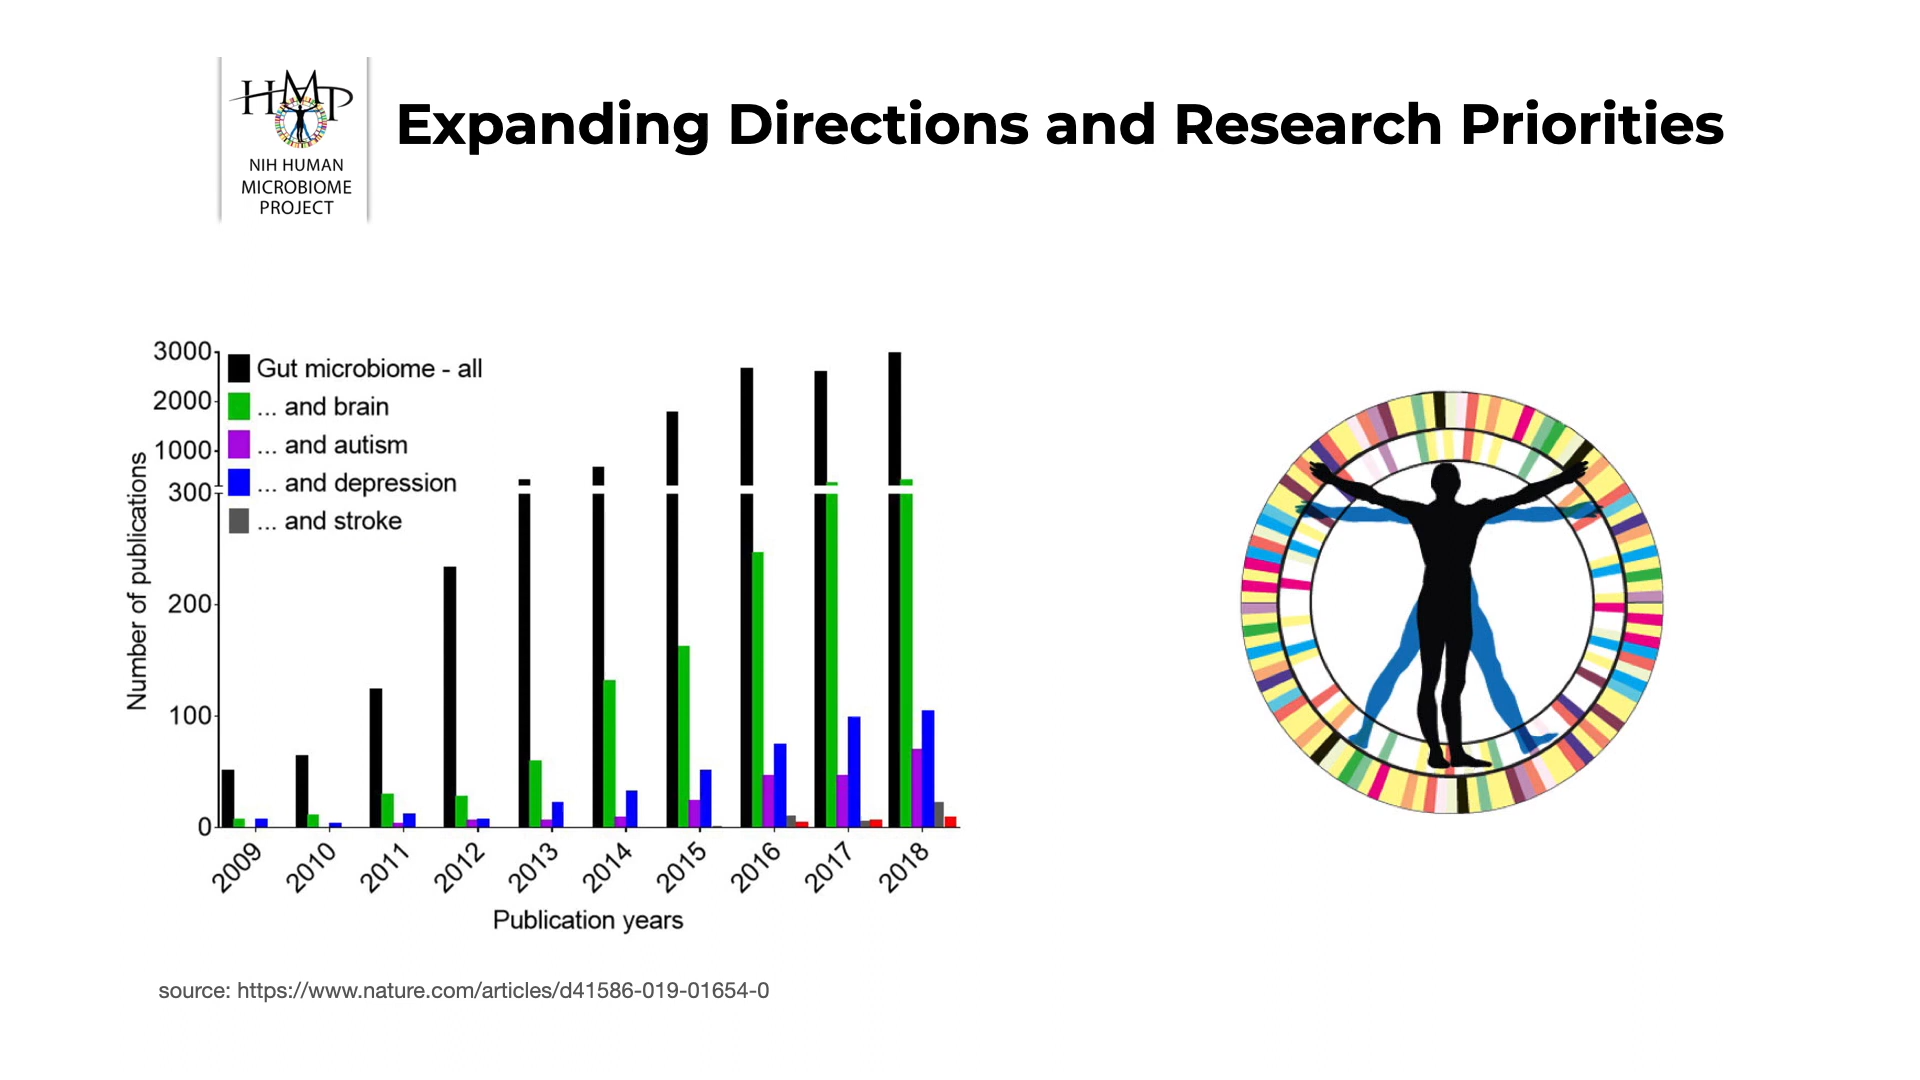 HMP
NIH HUMAN
MICROBIOME
PROJECT
Expanding Directions and Research Priorities
Number of publications
3000
2000
1000
300
200
100
0
Gut microbiome - all
... and brain
... and autism
... and depression
... and stroke
2009
2010
2011
2012
2013
2014
2015
2016
2017
2018
Publication years
source: https://www.nature.com/articles/d41586-019-01654-0